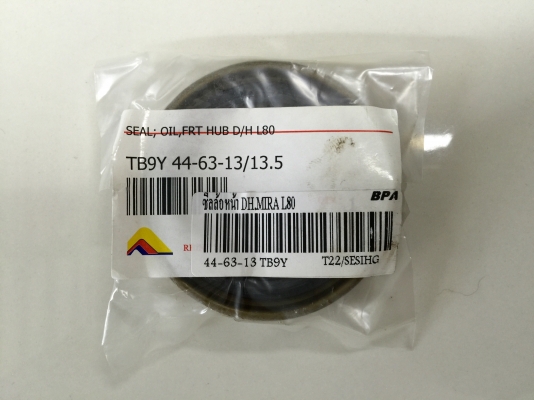 SEAL; OIL,FRT HUB D/H L80
TB9Y 44-63-13/13.5
BPA
ซีลล้อหน้า DH.MIRA L80
44-63-13 TB9Y T22/SESIHG